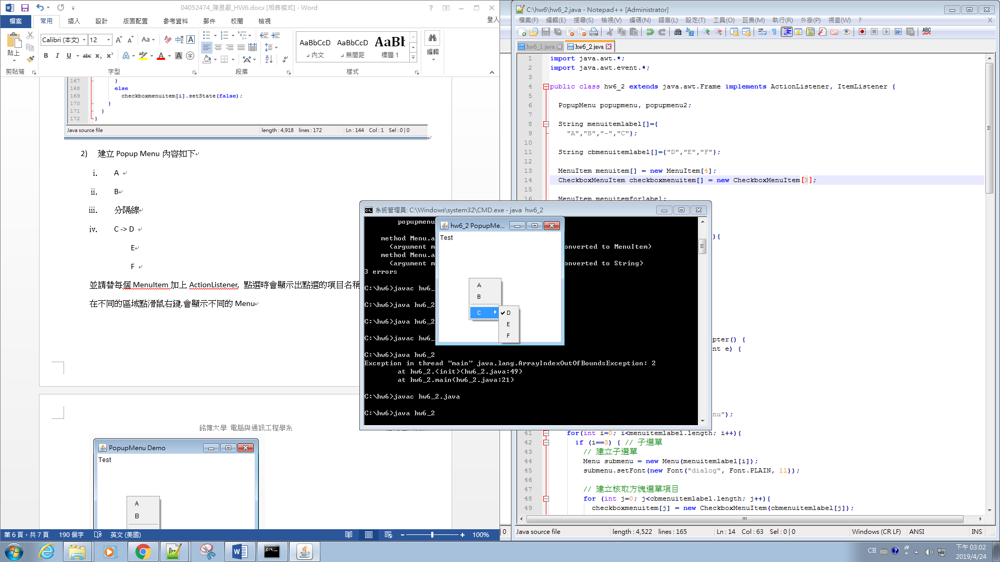 04052474_陳昱叡_HW6.docx [相容模式] - Word
檔案 常用 插入 設計 版面配置 參考資料 郵件 校閱 檢視 登入
Calibri (本文) 12
貼上
AaBbCcD AaBbCcD AaBb
內文 無間距 標題 1
編輯
剪貼簿 字型 段落 樣式
167 }
168 else
169 checkboxmenuitem[i].setState(false);
170 }
171 }
172 }
Java source file length : 4,918 lines : 172 Ln : 144 Col : 1 Sel : 0 | 0
2) 建立 Popup Menu 內容如下
i. A
ii. B
iii. 分隔線
iv. C -> D
E
F
並請替每個 MenuItem 加上 ActionListener, 點選時會顯示出點選的項目名稱
在不同的區域點滑鼠右鍵,會顯示不同的 Menu
銘傳大學 電腦與通訊工程學系
PopupMenu Demo
Test
A
B
第 6 頁，共 7 頁 190 個字 英文 (美國) 100%
C:\hw6\hw6_2.java - Notepad++ [Administrator]
檔案(F) 編輯(E) 搜尋(S) 檢視(V) 編碼(N) 語言(L) 設定(T) 工具(O) 巨集(M) 執行(R) 外掛(P) 視窗(W) ? X
hw6_1.java hw6_2.java
1 import java.awt.*;
2 import java.awt.event.*;
3
4 public class hw6_2 extends java.awt.Frame implements ActionListener, ItemListener {
5
6 PopupMenu popupmenu, popupmenu2;
7
8 String menuitemlabel[]={
9 "A","B","-","C"};
10
11 String cbmenuitemlabel[]={"D","E","F"};
12
13 MenuItem menuitem[] = new MenuItem[4];
14 CheckboxMenuItem checkboxmenuitem[] = new CheckboxMenuItem[3];
15
16 MenuItem menuitemforlabel;
){
pter() {
nt e) {
nu");
41 for(int i=0; i<menuitemlabel.length; i++){
42 if (i==3) { // 子選單
43 // 建立子選單
44 Menu submenu = new Menu(menuitemlabel[i]);
45 submenu.setFont(new Font("dialog", Font.PLAIN, 11));
46
47 // 建立核取方塊選單項目
48 for (int j=0; j<cbmenuitemlabel.length; j++){
49 checkboxmenuitem[j] = new CheckboxMenuItem(cbmenuitemlabel[j]);
| 0 Java source file length : 4,522 lines : 165 Ln : 14 Col : 63 Sel : 0 | 0 Windows (CR LF) ANSI INS
系統管理員: C:\Windows\system32\CMD.exe - java hw6_2
popupmenu
method Menu.a
(argument m onverted to MenuItem)
method Menu.a
(argument m onverted to String)
3 errors
C:\hw6>javac hw6_
C:\hw6>java hw6_2
C:\hw6>java hw6_2
C:\hw6>javac hw6_
C:\hw6>java hw6_2
Exception in thread "main" java.lang.ArrayIndexOutOfBoundsException: 2
at hw6_2.<init>(hw6_2.java:49)
at hw6_2.main(hw6_2.java:21)
C:\hw6>javac hw6_2.java
C:\hw6>java hw6_2
hw6_2 PopupMe...
Test
A
B
C D
E
F
CH 下午 03:02
2019/4/24